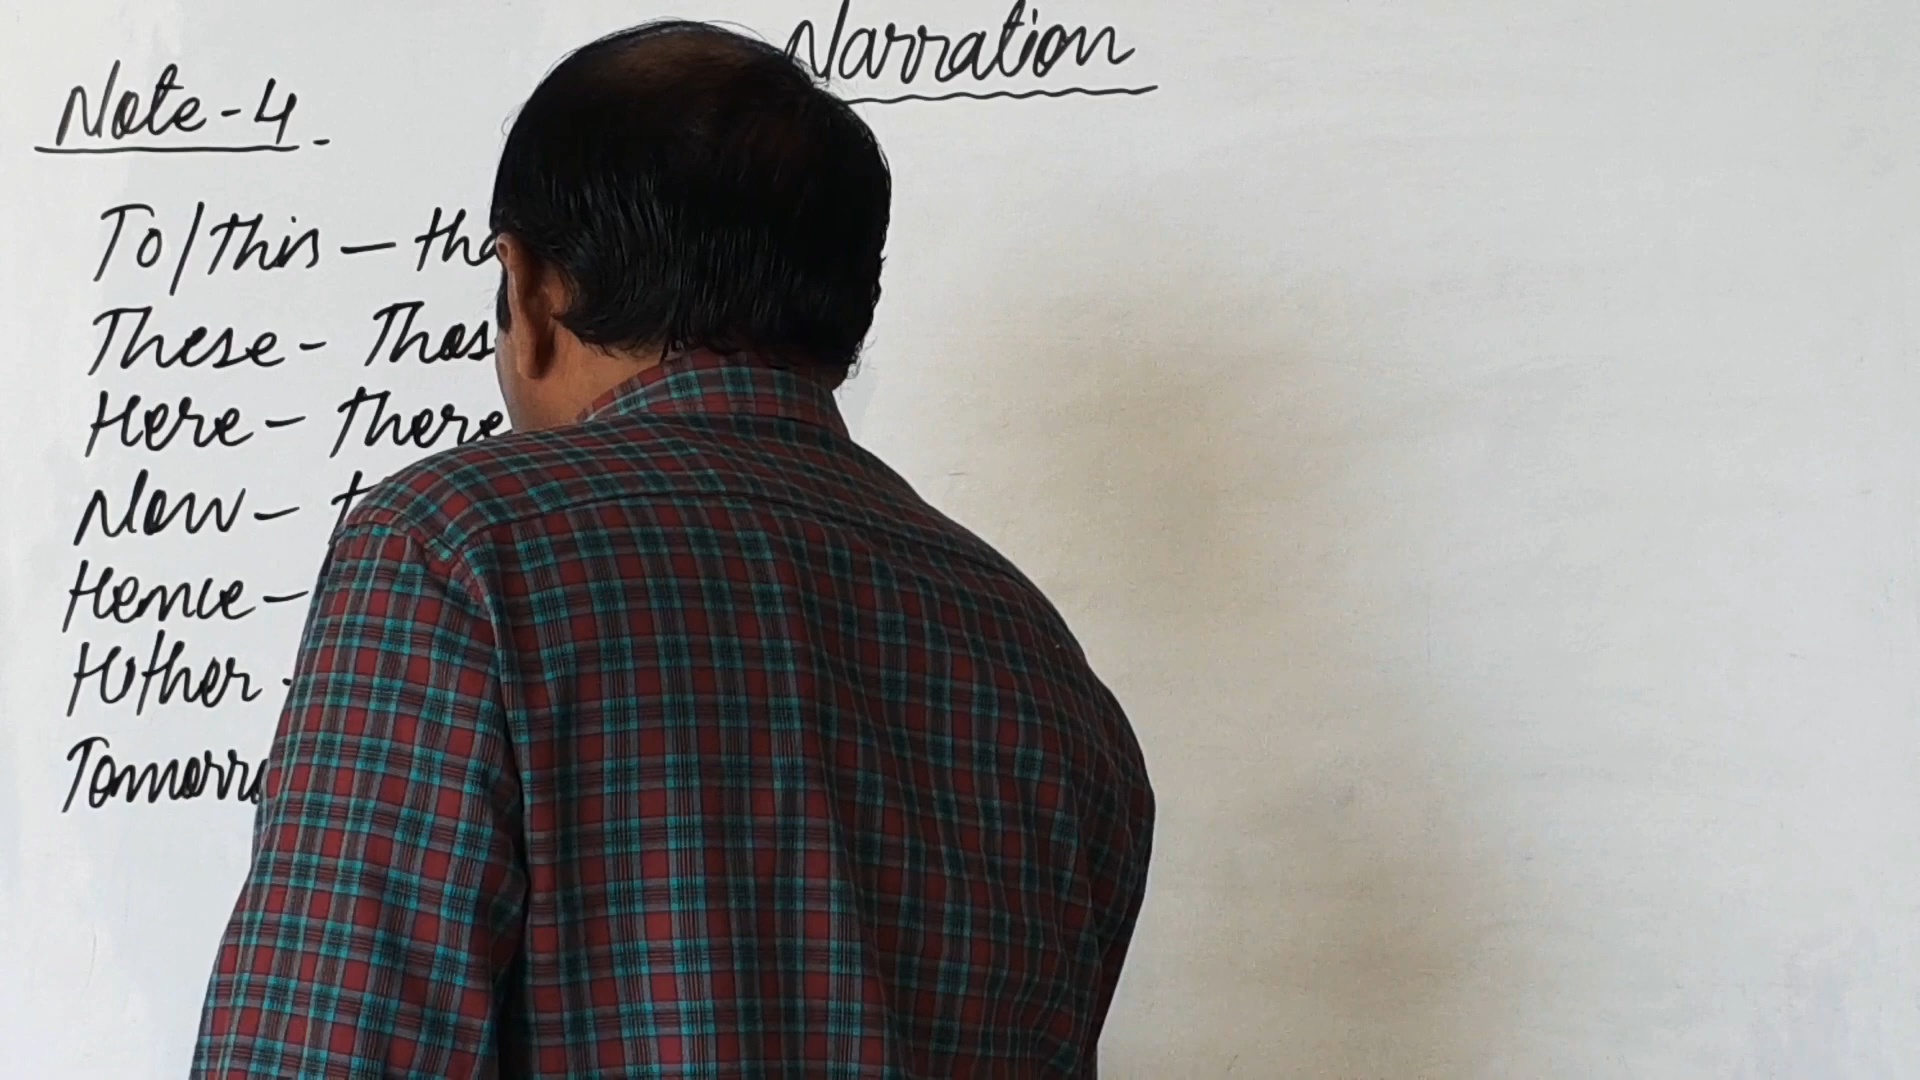 Narration
Note-4.
To/this - tha
These - Thos
Here - there
Now - t
Hence -
Hither -
Tomorro